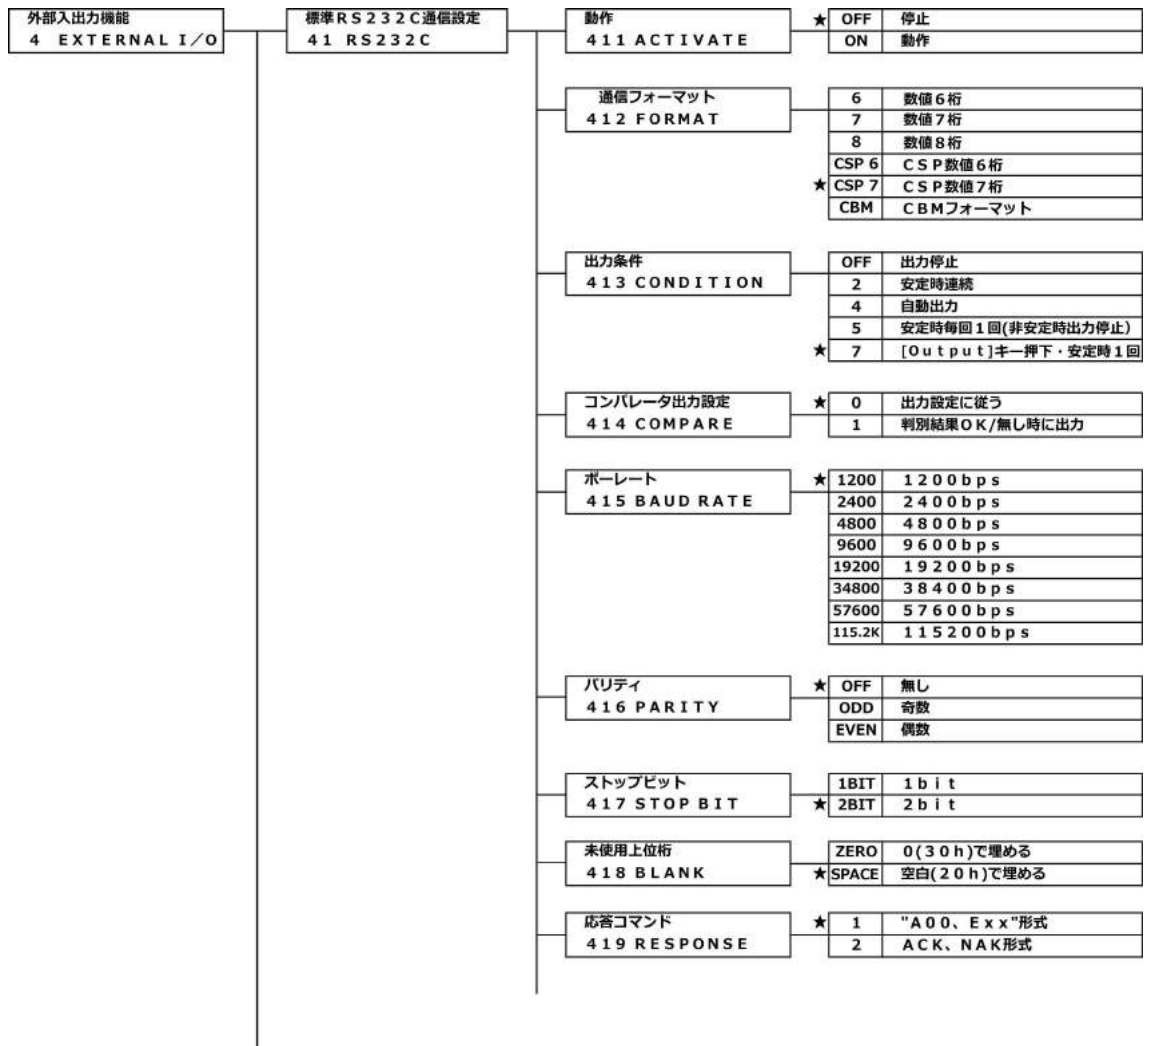 外部入出力機能
4 EXTERNAL I/O
標準RS232C通信設定
41 RS232C
動作
411 ACTIVATE
★ OFF 停止
ON 動作
通信フォーマット
412 FORMAT
6 数値6桁
7 数値7桁
8 数値8桁
CSP 6 CSP数値6桁
★ CSP 7 CSP数値7桁
CBM CBMフォーマット
出力条件
413 CONDITION
OFF 出力停止
2 安定時連続
4 自動出力
5 安定時毎回1回(非安定時出力停止)
★ 7 [Output]キー押下・安定時1回
コンパレータ出力設定
414 COMPARE
★ 0 出力設定に従う
1 判別結果OK/無し時に出力
ボーレート
415 BAUD RATE
★ 1200 1200bps
2400 2400bps
4800 4800bps
9600 9600bps
19200 19200bps
34800 38400bps
57600 57600bps
115.2K 115200bps
パリティ
416 PARITY
★ OFF 無し
ODD 奇数
EVEN 偶数
ストップビット
417 STOP BIT
1BIT 1bit
★ 2BIT 2bit
未使用上位桁
418 BLANK
ZERO 0(30h)で埋める
★ SPACE 空白(20h)で埋める
応答コマンド
419 RESPONSE
★ 1 "A00、Exx"形式
2 ACK、NAK形式